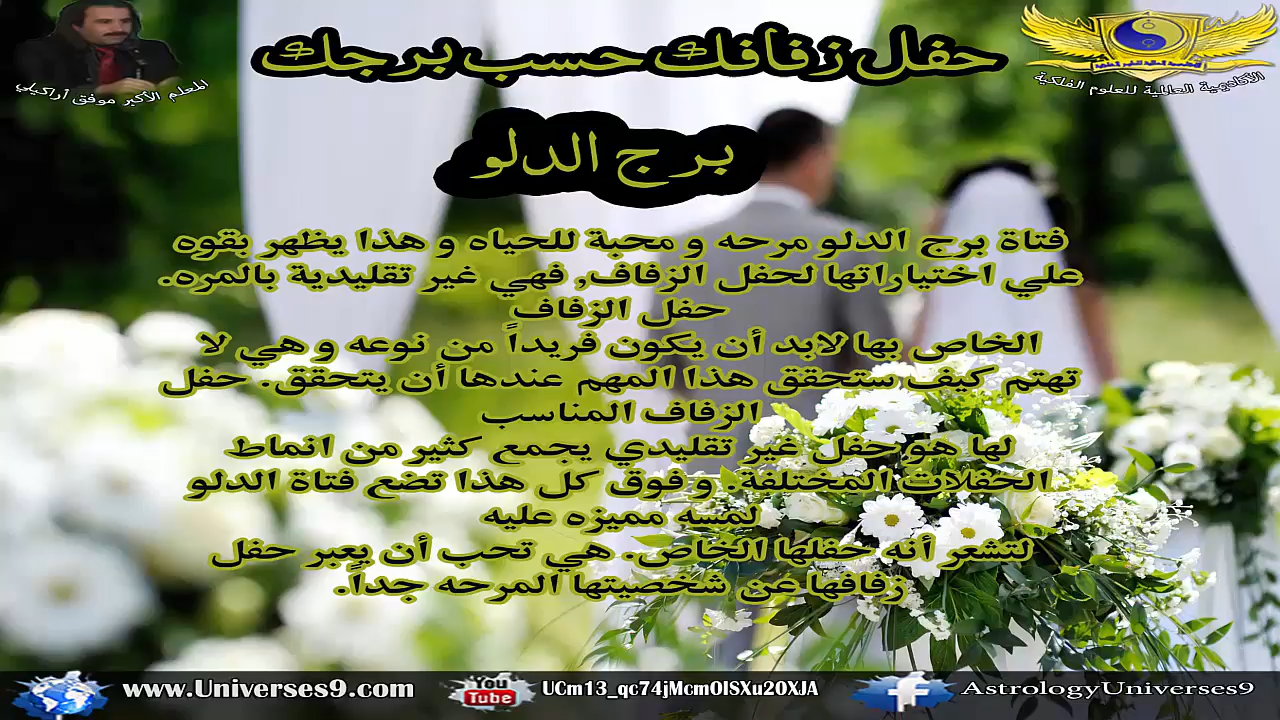 حفل زفافك حسب برجك
المعلم الأكبر موفق أراكيلي
الأكاديمية العالمية للعلوم الفلكية
برج الدلو
فتاة برج الدلو مرحه و محبة للحياه و هذا يظهر بقوه
علي اختياراتها لحفل الزفاف, فهي غير تقليدية بالمره.
حفل الزفاف
الخاص بها لابد أن يكون فريداً من نوعه و هي لا
تهتم كيف ستحقق هذا المهم عندها أن يتحقق. حفل
الزفاف المناسب
لها هو حفل غير تقليدي يجمع كثير من انماط
الحفلات المختلفة. و فوق كل هذا تضع فتاة الدلو
لمسه مميزه عليه
لتشعر أنه حفلها الخاص. هي تحب أن يعبر حفل
زفافها عن شخصيتها المرحه جداً.
www.Universes9.com
You Tube
UCm13_qc74jMcmOlSXu20XJA
f
AstrologyUniverses9